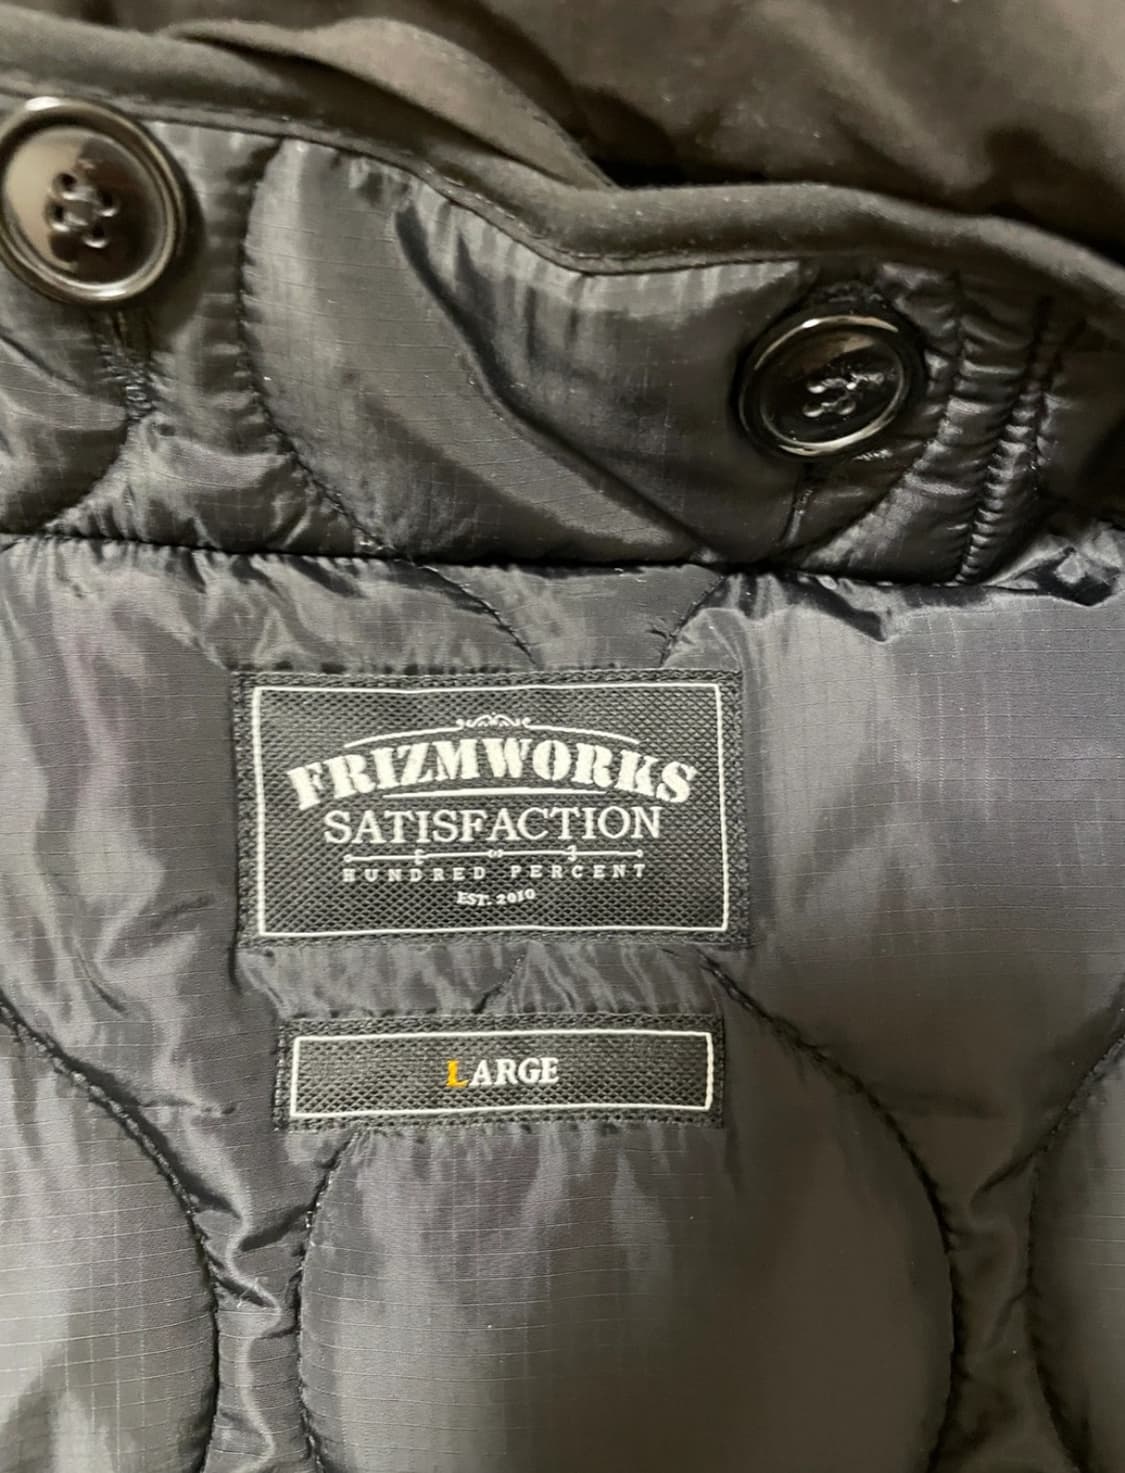 FRIZMWORKS
SATISFACTION
HUNDRED PERCENT
EST. 2010
LARGE